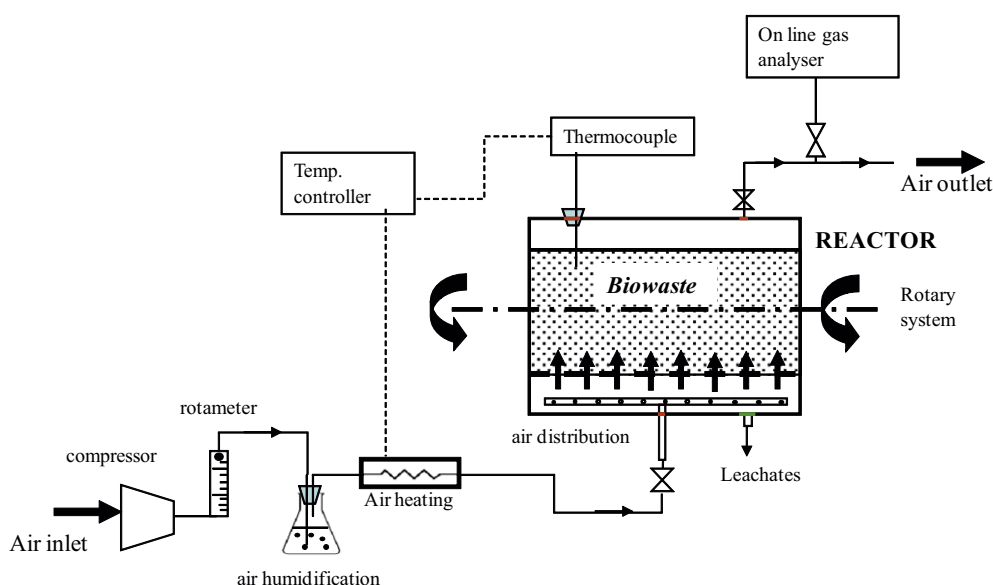 On line gas
analyser
Thermocouple
Temp.
controller
Air outlet
REACTOR
Biowaste
Rotary
system
rotameter
air distribution
compressor
Leachates
Air heating
Air inlet
air humidification